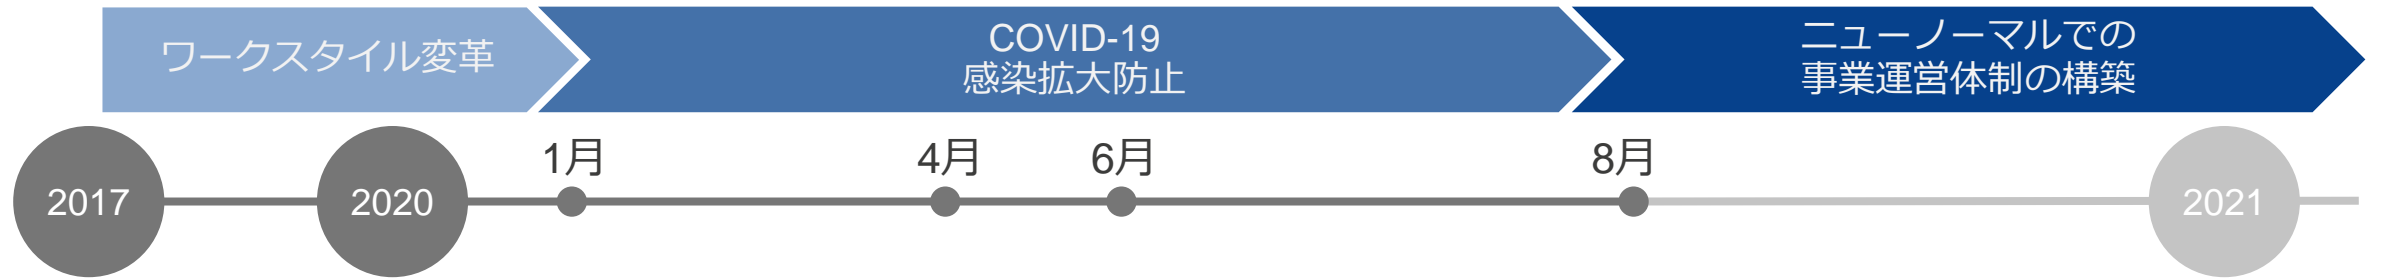 ワークスタイル変革
COVID-19
感染拡大防止
ニューノーマルでの
事業運営体制の構築
2017
2020
1月
4月
6月
8月
2021